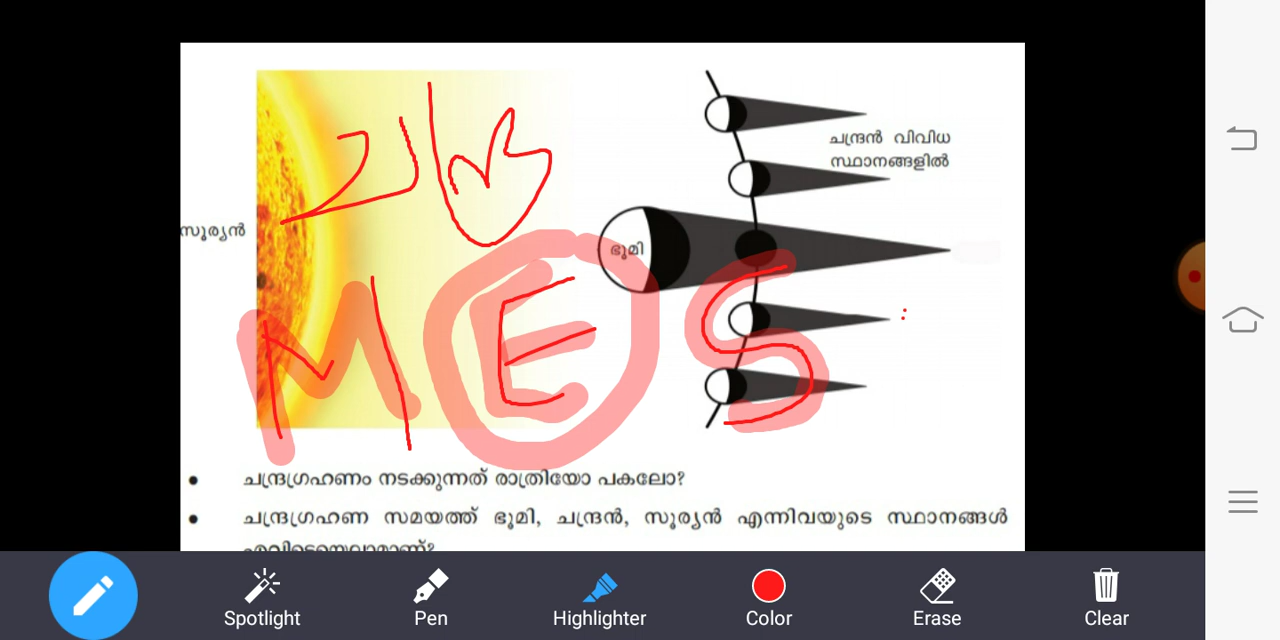 ചന്ദ്രൻ വിവിധ
സ്ഥാനങ്ങളിൽ
സൂര്യൻ
ഭൂമി
M E S
• ചന്ദ്രഗ്രഹണം നടക്കുന്നത് രാത്രിയോ പകലോ?
• ചന്ദ്രഗ്രഹണ സമയത്ത് ഭൂമി, ചന്ദ്രൻ, സൂര്യൻ എന്നിവയുടെ സ്ഥാനങ്ങൾ
എവിടെയെല്ലാമാണ്?
Spotlight Pen Highlighter Color Erase Clear